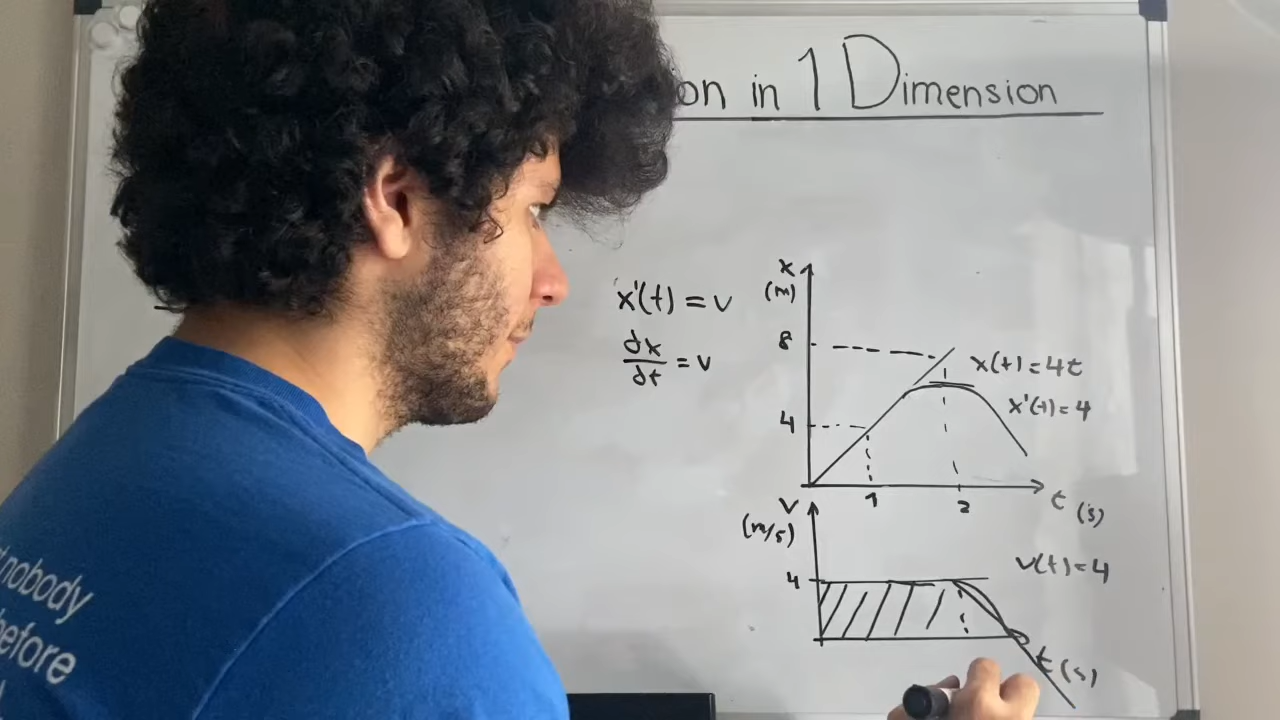 on in 1 Dimension
x'(t) = v
dx/dt = v
x
(m)
8
x(t) = 4t
x'(t) = 4
4
1
2
t (s)
v
(m/s)
v(t) = 4
4
t (s)
nobody
before